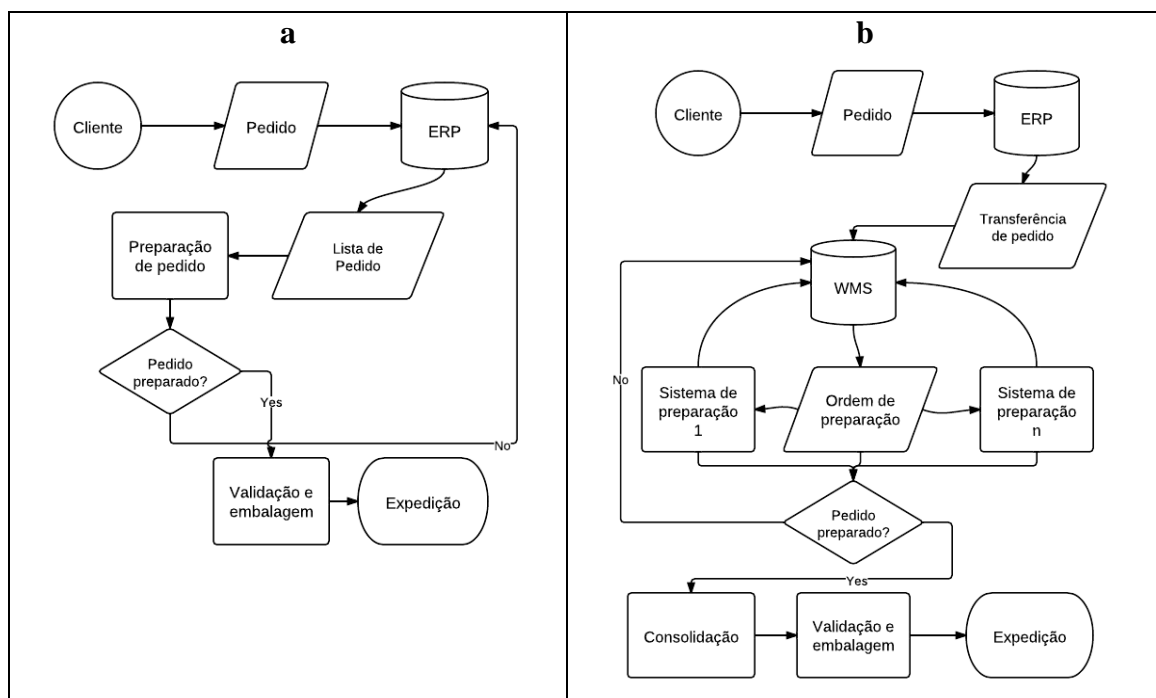 a
Cliente
Pedido
ERP
Preparação
de pedido
Lista de
Pedido
Pedido
preparado?
Yes
No
Validação e
embalagem
Expedição
b
Cliente
Pedido
ERP
Transferência
de pedido
WMS
No
Sistema de
preparação
1
Ordem de
preparação
Sistema de
preparação
n
Pedido
preparado?
Yes
Consolidação
Validação e
embalagem
Expedição